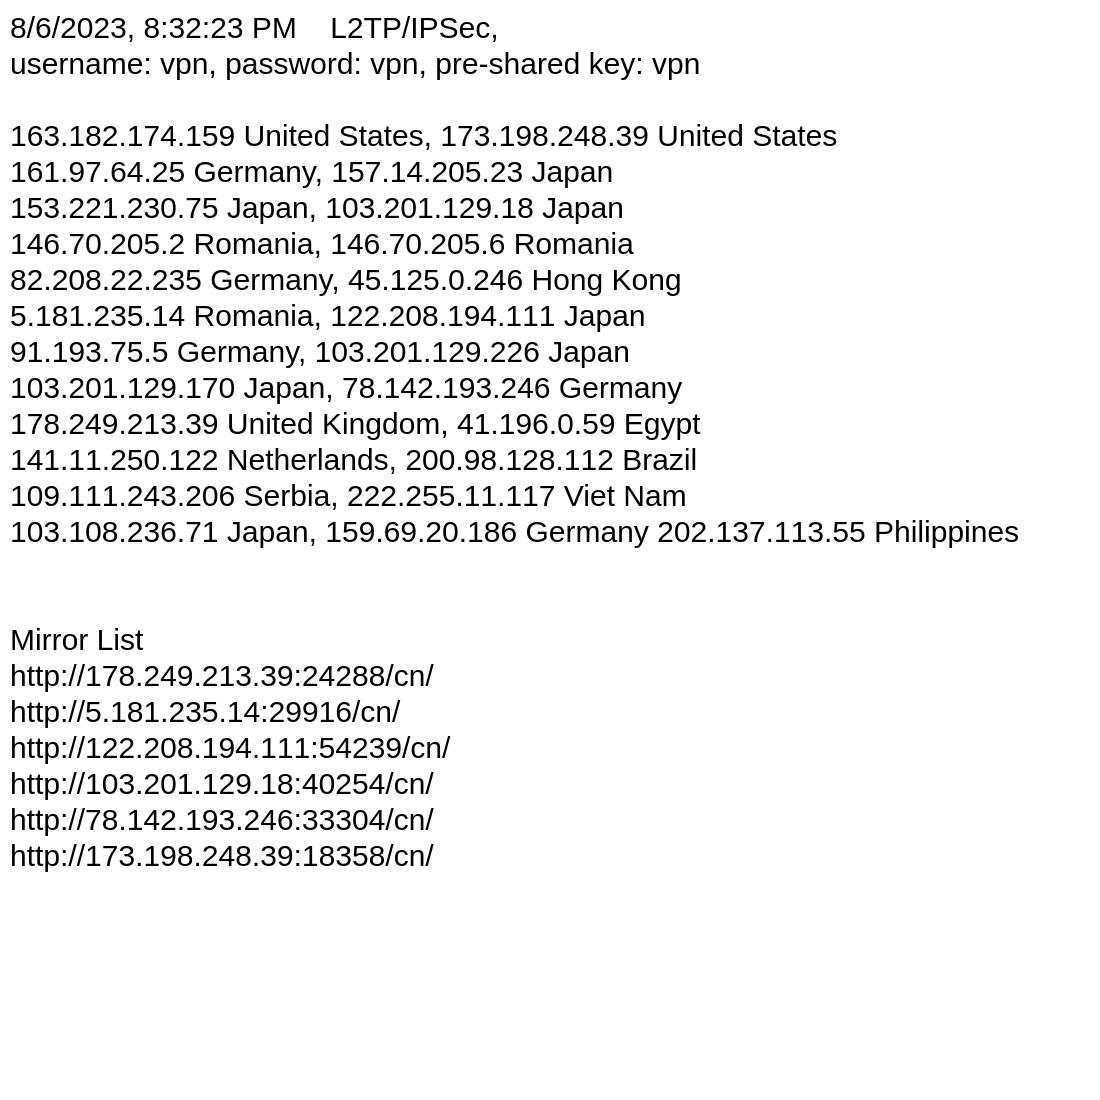 8/6/2023, 8:32:23 PM    L2TP/IPSec,
username: vpn, password: vpn, pre-shared key: vpn
163.182.174.159 United States, 173.198.248.39 United States
161.97.64.25 Germany, 157.14.205.23 Japan
153.221.230.75 Japan, 103.201.129.18 Japan
146.70.205.2 Romania, 146.70.205.6 Romania
82.208.22.235 Germany, 45.125.0.246 Hong Kong
5.181.235.14 Romania, 122.208.194.111 Japan
91.193.75.5 Germany, 103.201.129.226 Japan
103.201.129.170 Japan, 78.142.193.246 Germany
178.249.213.39 United Kingdom, 41.196.0.59 Egypt
141.11.250.122 Netherlands, 200.98.128.112 Brazil
109.111.243.206 Serbia, 222.255.11.117 Viet Nam
103.108.236.71 Japan, 159.69.20.186 Germany 202.137.113.55 Philippines
Mirror List
http://178.249.213.39:24288/cn/
http://5.181.235.14:29916/cn/
http://122.208.194.111:54239/cn/
http://103.201.129.18:40254/cn/
http://78.142.193.246:33304/cn/
http://173.198.248.39:18358/cn/